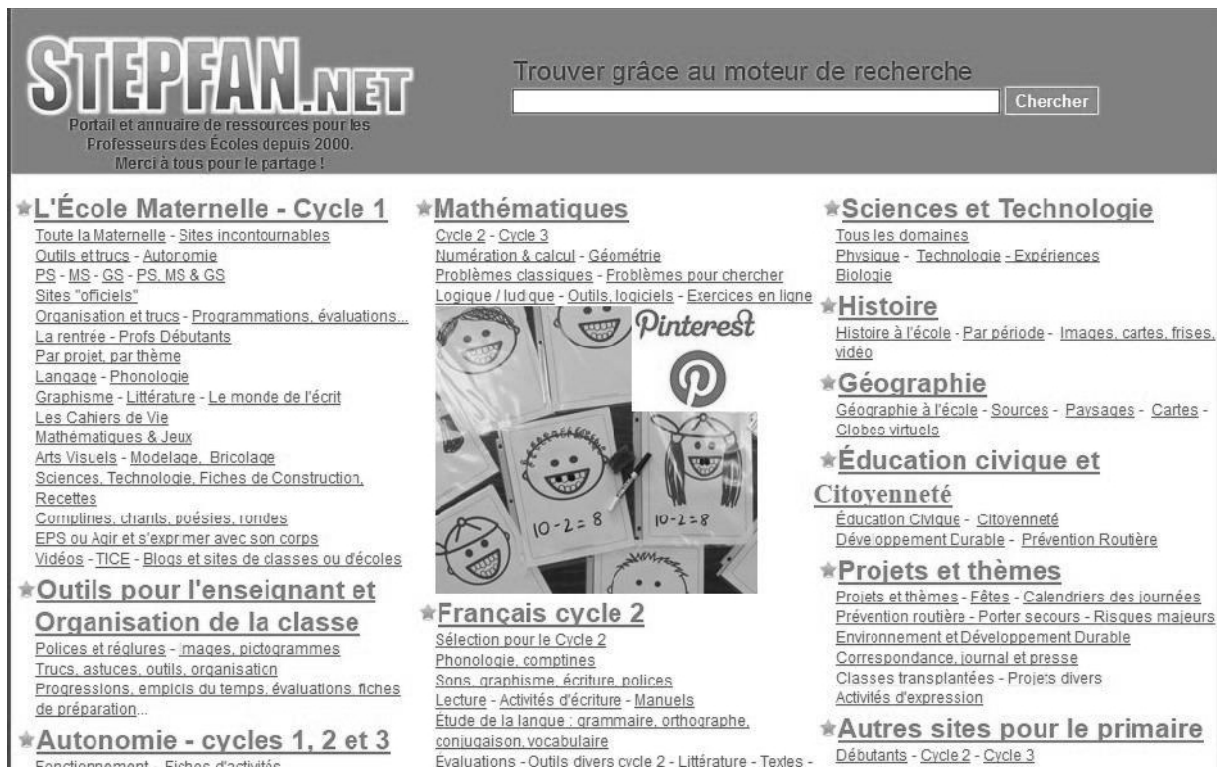 STEPFAN.NET
Portail et annuaire de ressources pour les
Professeurs des Écoles depuis 2000.
Merci à tous pour le partage !
Trouver grâce au moteur de recherche
Chercher
L'École Maternelle - Cycle 1
Toute la Maternelle - Sites incontournables
Outils et trucs - Autonomie
PS - MS - GS - PS, MS & GS
Sites "officiels"
Organisation et trucs - Programmations, évaluations...
La rentrée - Profs Débutants
Par projet, par thème
Langage - Phonologie
Graphisme - Littérature - Le monde de l'écrit
Les Cahiers de Vie
Mathématiques & Jeux
Arts Visuels - Modelage, Bricolage
Sciences, Technologie, Fiches de Construction,
Recettes
Comptines, chants, poésies, rondes
EPS ou Agir et s'exprimer avec son corps
Vidéos - TICE - Blogs et sites de classes ou d'écoles
Outils pour l'enseignant et
Organisation de la classe
Polices et réglures - Images, pictogrammes
Trucs, astuces, outils, organisation
Progressions, emplois du temps, évaluations, fiches
de préparation...
Autonomie - cycles 1, 2 et 3
Fonctionnement - Fiches d'activités
Mathématiques
Cycle 2 - Cycle 3
Numération & calcul - Géométrie
Problèmes classiques - Problèmes pour chercher
Logique / ludique - Outils, logiciels - Exercices en ligne
Pinterest
10-2=8
10-2=8
Français cycle 2
Sélection pour le Cycle 2
Phonologie, comptines
Sons, graphisme, écriture, polices
Lecture - Activités d'écriture - Manuels
Étude de la langue : grammaire, orthographe,
conjugaison, vocabulaire
Évaluations - Outils divers cycle 2 - Littérature - Textes -
Sciences et Technologie
Tous les domaines
Physique - Technologie - Expériences
Biologie
Histoire
Histoire à l'école - Par période - Images, cartes, frises,
vidéo
Géographie
Géographie à l'école - Sources - Paysages - Cartes -
Globes virtuels
Éducation civique et
Citoyenneté
Éducation Civique - Citoyenneté
Développement Durable - Prévention Routière
Projets et thèmes
Projets et thèmes - Fêtes - Calendriers des journées
Prévention routière - Porter secours - Risques majeurs
Environnement et Développement Durable
Correspondance, journal et presse
Classes transplantées - Projets divers
Activités d'expression
Autres sites pour le primaire
Débutants - Cycle 2 - Cycle 3